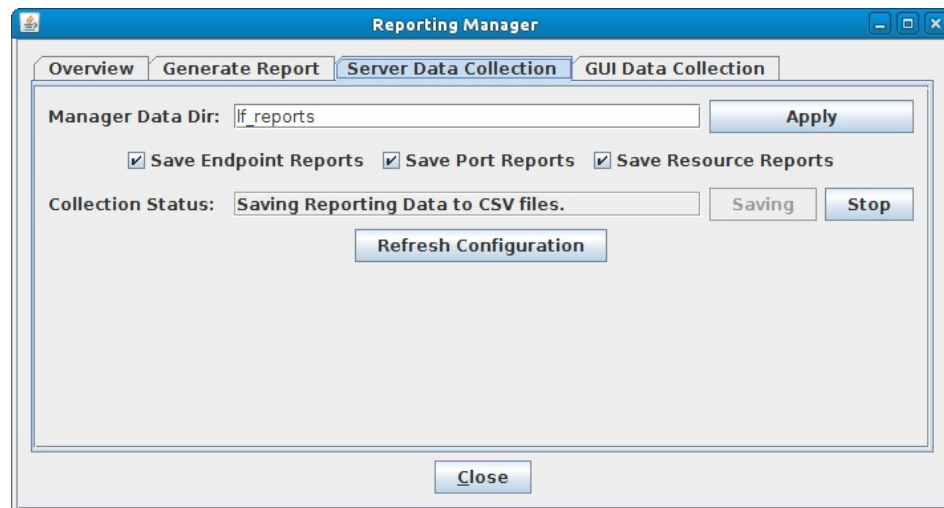 Reporting Manager
Overview Generate Report Server Data Collection GUI Data Collection
Manager Data Dir: lf_reports Apply
Save Endpoint Reports Save Port Reports Save Resource Reports
Collection Status: Saving Reporting Data to CSV files. Saving Stop
Refresh Configuration
Close